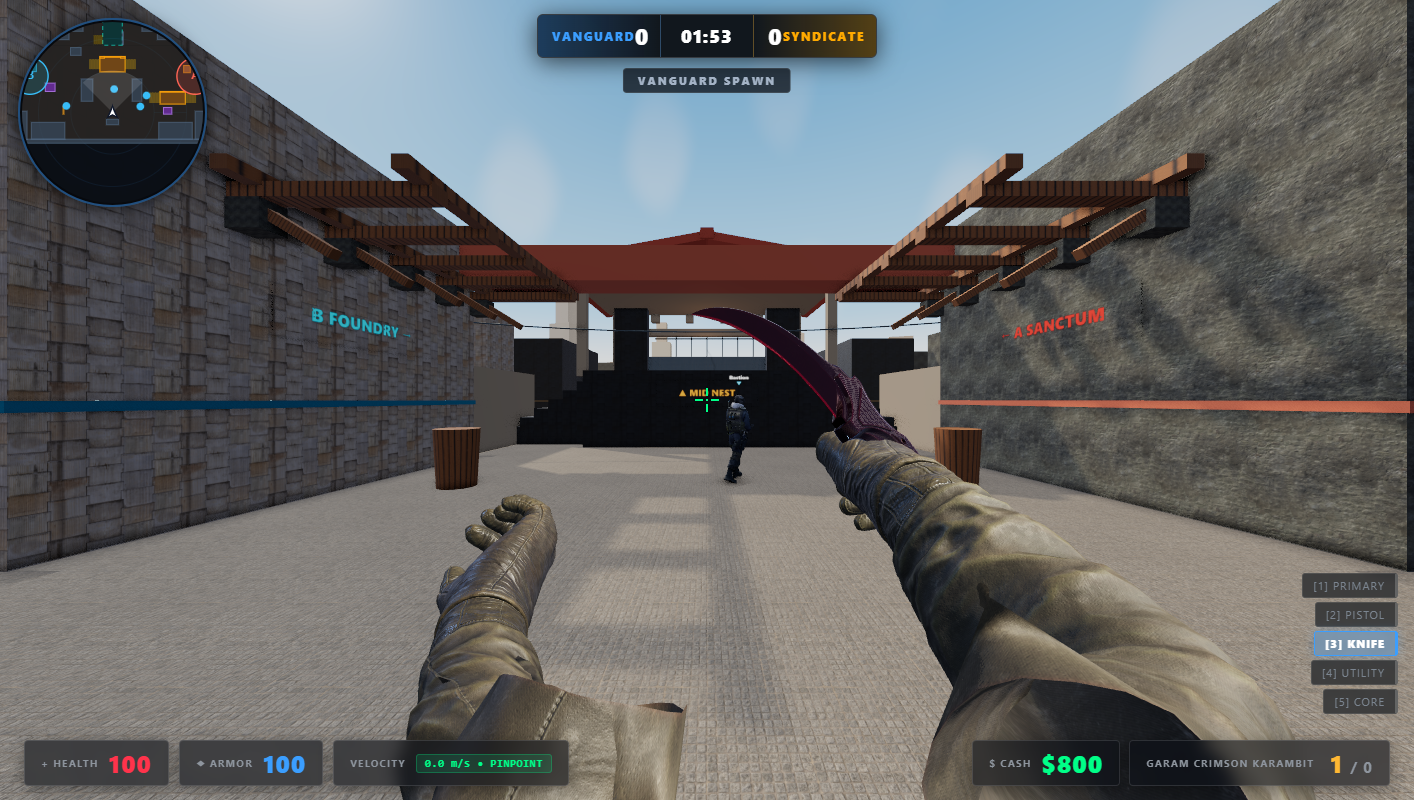 VANGUARD 0 01:53 0 SYNDICATE
VANGUARD SPAWN
B
A
B FOUNDRY
A SANCTUM
Bastion
▲ MID NEST
[1] PRIMARY
[2] PISTOL
[3] KNIFE
[4] UTILITY
[5] CORE
+ HEALTH 100
◆ ARMOR 100
VELOCITY 0.0 m/s • PINPOINT
$ CASH $800
GARAM CRIMSON KARAMBIT 1 / 0